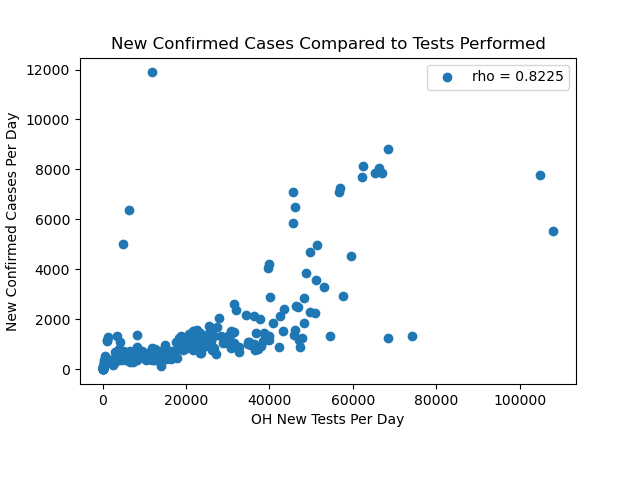 New Confirmed Cases Compared to Tests Performed
rho = 0.8225
New Confirmed Caeses Per Day
12000
10000
8000
6000
4000
2000
0
0 20000 40000 60000 80000 100000
OH New Tests Per Day